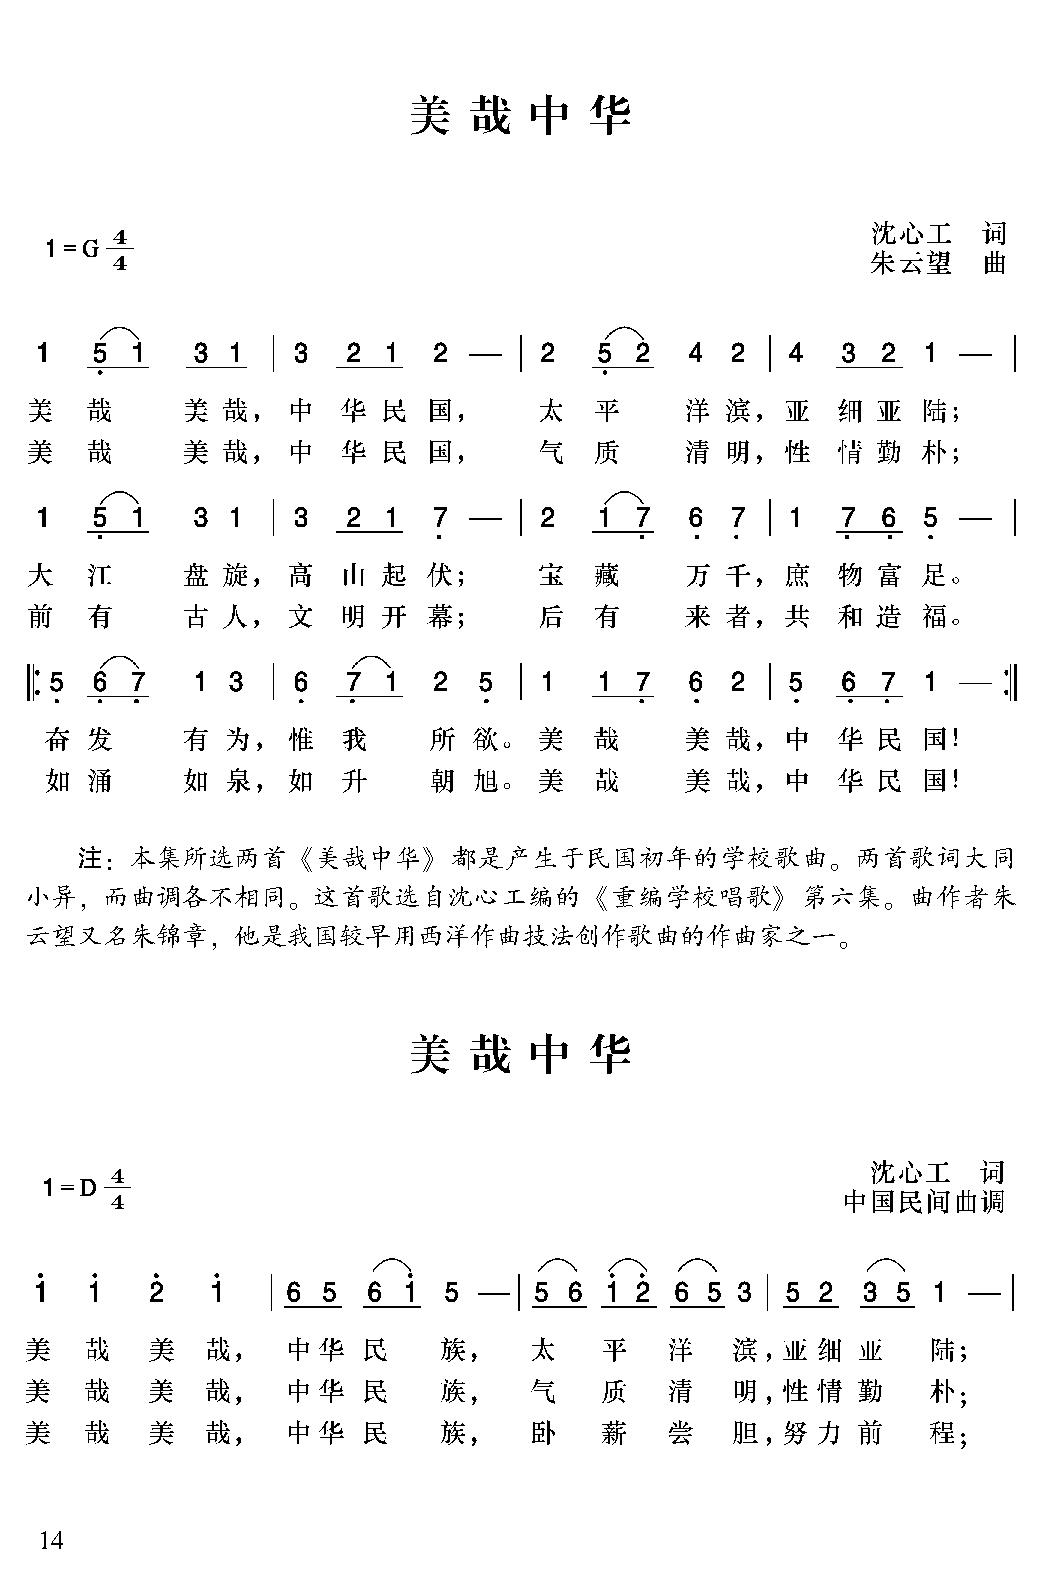 美哉中华
1=G 4/4
沈心工 词
朱云望 曲
1 5 1 3 1 | 3 2 1 2 — | 2 5 2 4 2 | 4 3 2 1 — |
美 哉 美 哉, 中 华 民 国, 太 平 洋 滨, 亚 细 亚 陆;
美 哉 美 哉, 中 华 民 国, 气 质 清 明, 性 情 勤 朴;
1 5 1 3 1 | 3 2 1 7 — | 2 1 7 6 7 | 1 7 6 5 — |
大 江 盘 旋, 高 山 起 伏; 宝 藏 万 千, 庶 物 富 足。
前 有 古 人, 文 明 开 幕; 后 有 来 者, 共 和 造 福。
‖: 5 6 7 1 3 | 6 7 1 2 5 | 1 1 7 6 2 | 5 6 7 1 — :‖
奋 发 有 为, 惟 我 所 欲。 美 哉 美 哉, 中 华 民 国!
如 涌 如 泉, 如 升 朝 旭。 美 哉 美 哉, 中 华 民 国!
注: 本集所选两首《美哉中华》都是产生于民国初年的学校歌曲。两首歌词大同
小异, 而曲调各不相同。这首歌选自沈心工编的《重编学校唱歌》第六集。曲作者朱
云望又名朱锦章, 他是我国较早用西洋作曲技法创作歌曲的作曲家之一。
美哉中华
1=D 4/4
沈心工 词
中国民间曲调
1 1 2 1 | 6 5 6 1 5 — | 5 6 1 2 6 5 3 | 5 2 3 5 1 — |
美 哉 美 哉, 中 华 民 族, 太 平 洋 滨, 亚 细 亚 陆;
美 哉 美 哉, 中 华 民 族, 气 质 清 明, 性 情 勤 朴;
美 哉 美 哉, 中 华 民 族, 卧 薪 尝 胆, 努 力 前 程;
14